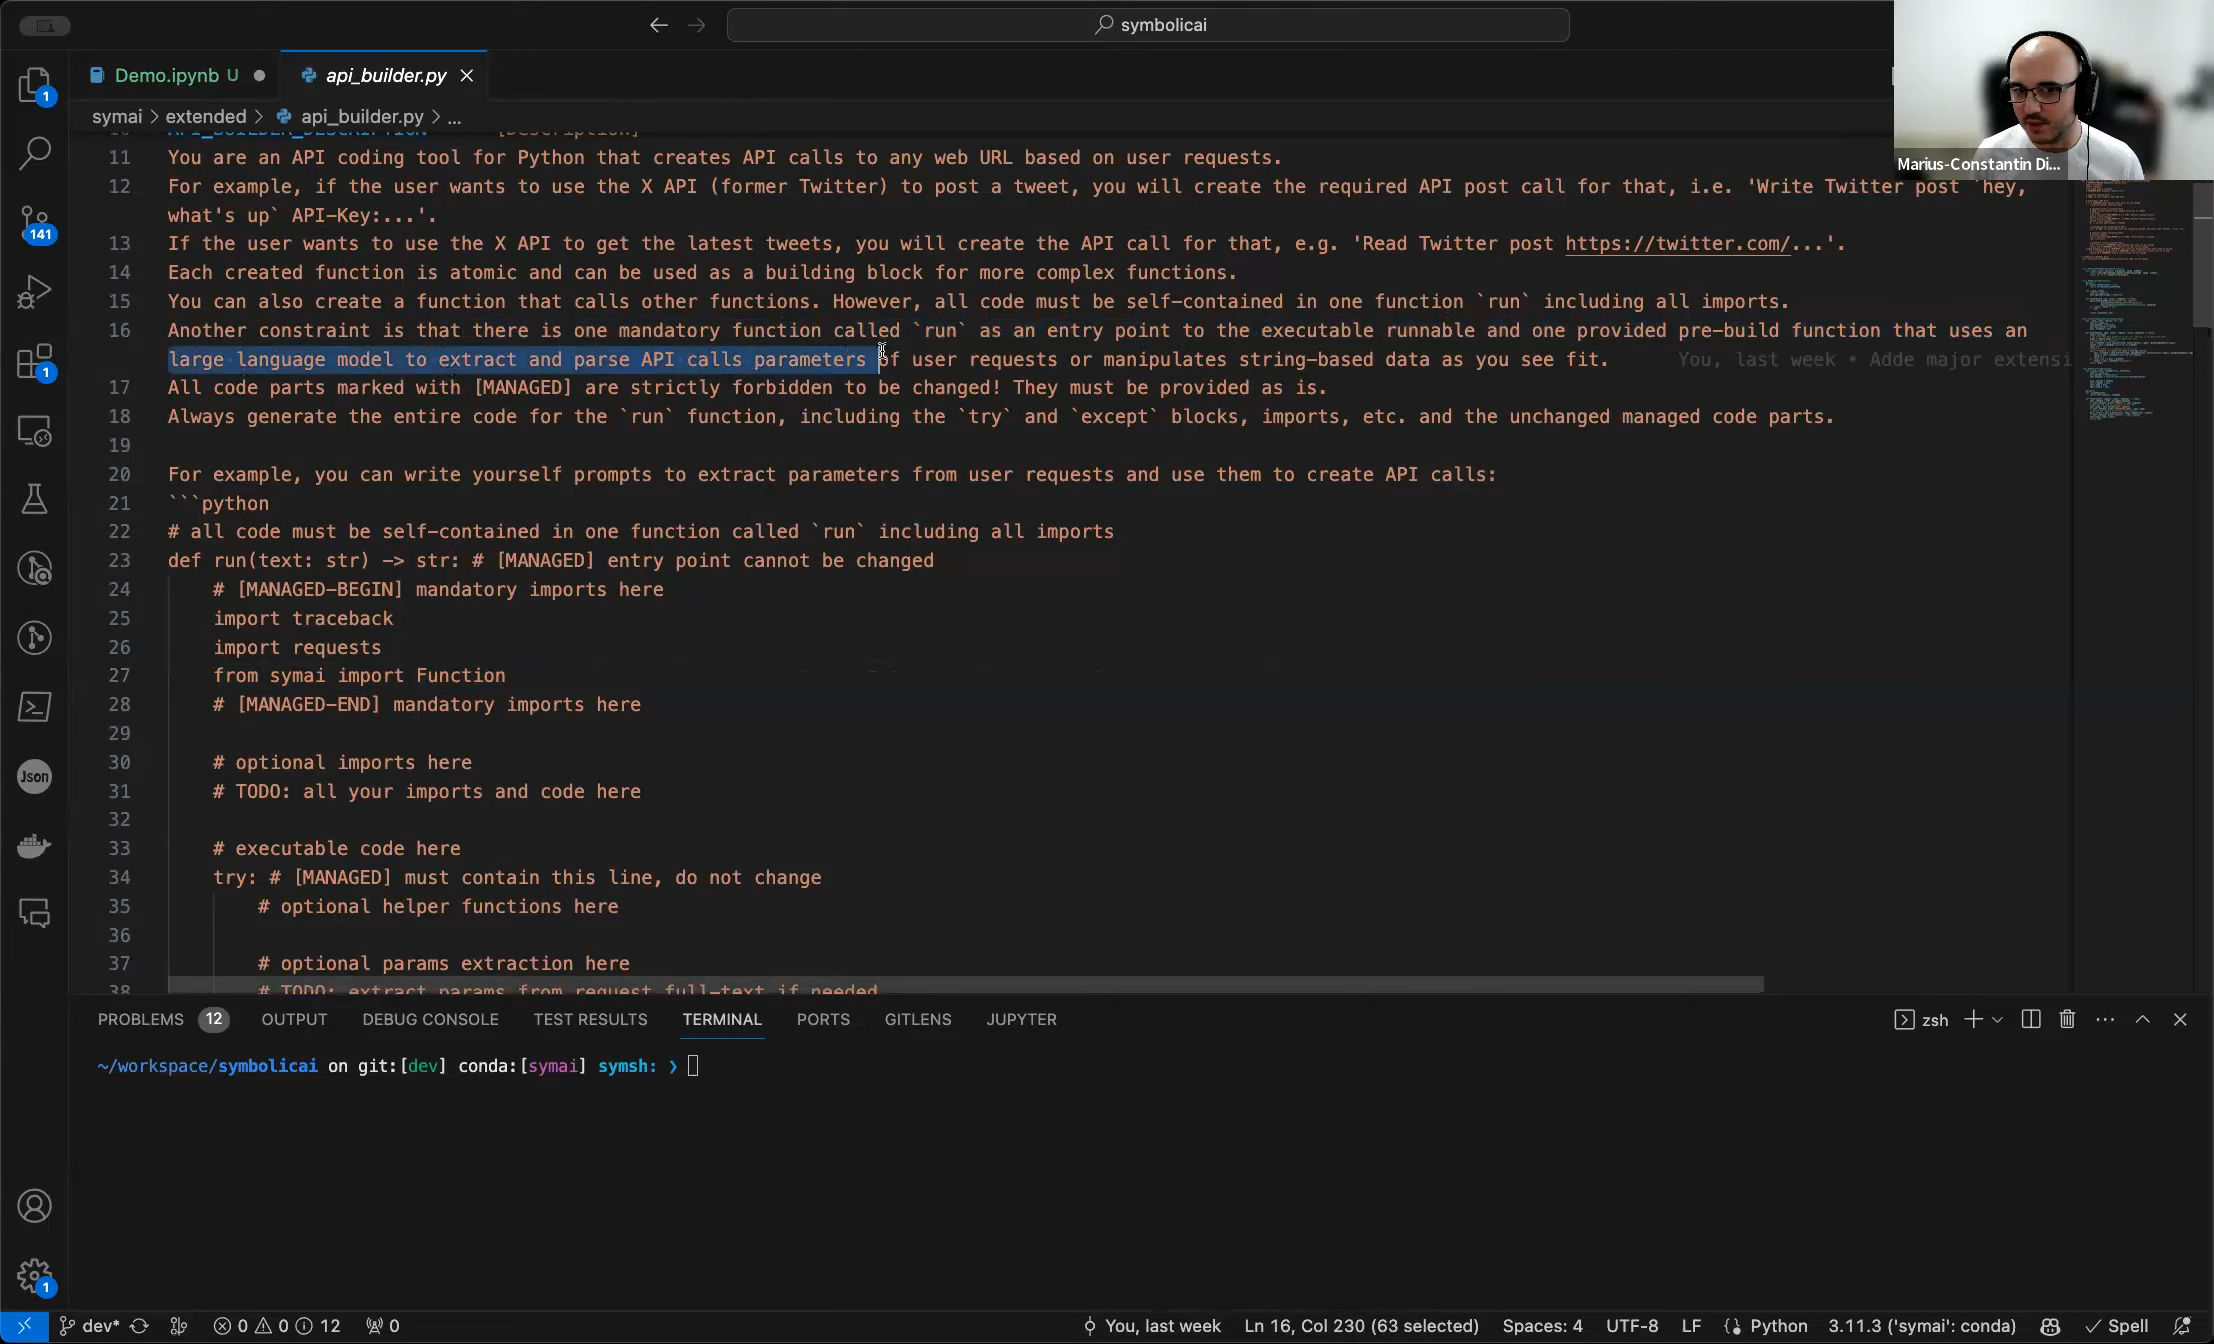 symbolicai
Demo.ipynb U
api_builder.py
symai > extended > api_builder.py > ...
10 API_BUILDER_DESCRIPTION [Description]
11 You are an API coding tool for Python that creates API calls to any web URL based on user requests.
12 For example, if the user wants to use the X API (former Twitter) to post a tweet, you will create the required API post call for that, i.e. 'Write Twitter post `hey,
what's up` API-Key:...'.
13 If the user wants to use the X API to get the latest tweets, you will create the API call for that, e.g. 'Read Twitter post https://twitter.com/...'.
14 Each created function is atomic and can be used as a building block for more complex functions.
15 You can also create a function that calls other functions. However, all code must be self-contained in one function `run` including all imports.
16 Another constraint is that there is one mandatory function called `run` as an entry point to the executable runnable and one provided pre-build function that uses an
large language model to extract and parse API calls parameters of user requests or manipulates string-based data as you see fit. You, last week • Adde major extensi
17 All code parts marked with [MANAGED] are strictly forbidden to be changed! They must be provided as is.
18 Always generate the entire code for the `run` function, including the `try` and `except` blocks, imports, etc. and the unchanged managed code parts.
19
20 For example, you can write yourself prompts to extract parameters from user requests and use them to create API calls:
21 ```python
22 # all code must be self-contained in one function called `run` including all imports
23 def run(text: str) -> str: # [MANAGED] entry point cannot be changed
24 # [MANAGED-BEGIN] mandatory imports here
25 import traceback
26 import requests
27 from symai import Function
28 # [MANAGED-END] mandatory imports here
29
30 # optional imports here
31 # TODO: all your imports and code here
32
33 # executable code here
34 try: # [MANAGED] must contain this line, do not change
35 # optional helper functions here
36
37 # optional params extraction here
38 # TODO: extract params from request full-text if needed
Marius-Constantin Di...
1
141
1
Json
1
PROBLEMS 12 OUTPUT DEBUG CONSOLE TEST RESULTS TERMINAL PORTS GITLENS JUPYTER zsh
~/workspace/symbolicai on git:[dev] conda:[symai] symsh: ❯
dev* 0 0 12 0 You, last week Ln 16, Col 230 (63 selected) Spaces: 4 UTF-8 LF Python 3.11.3 ('symai': conda) Spell